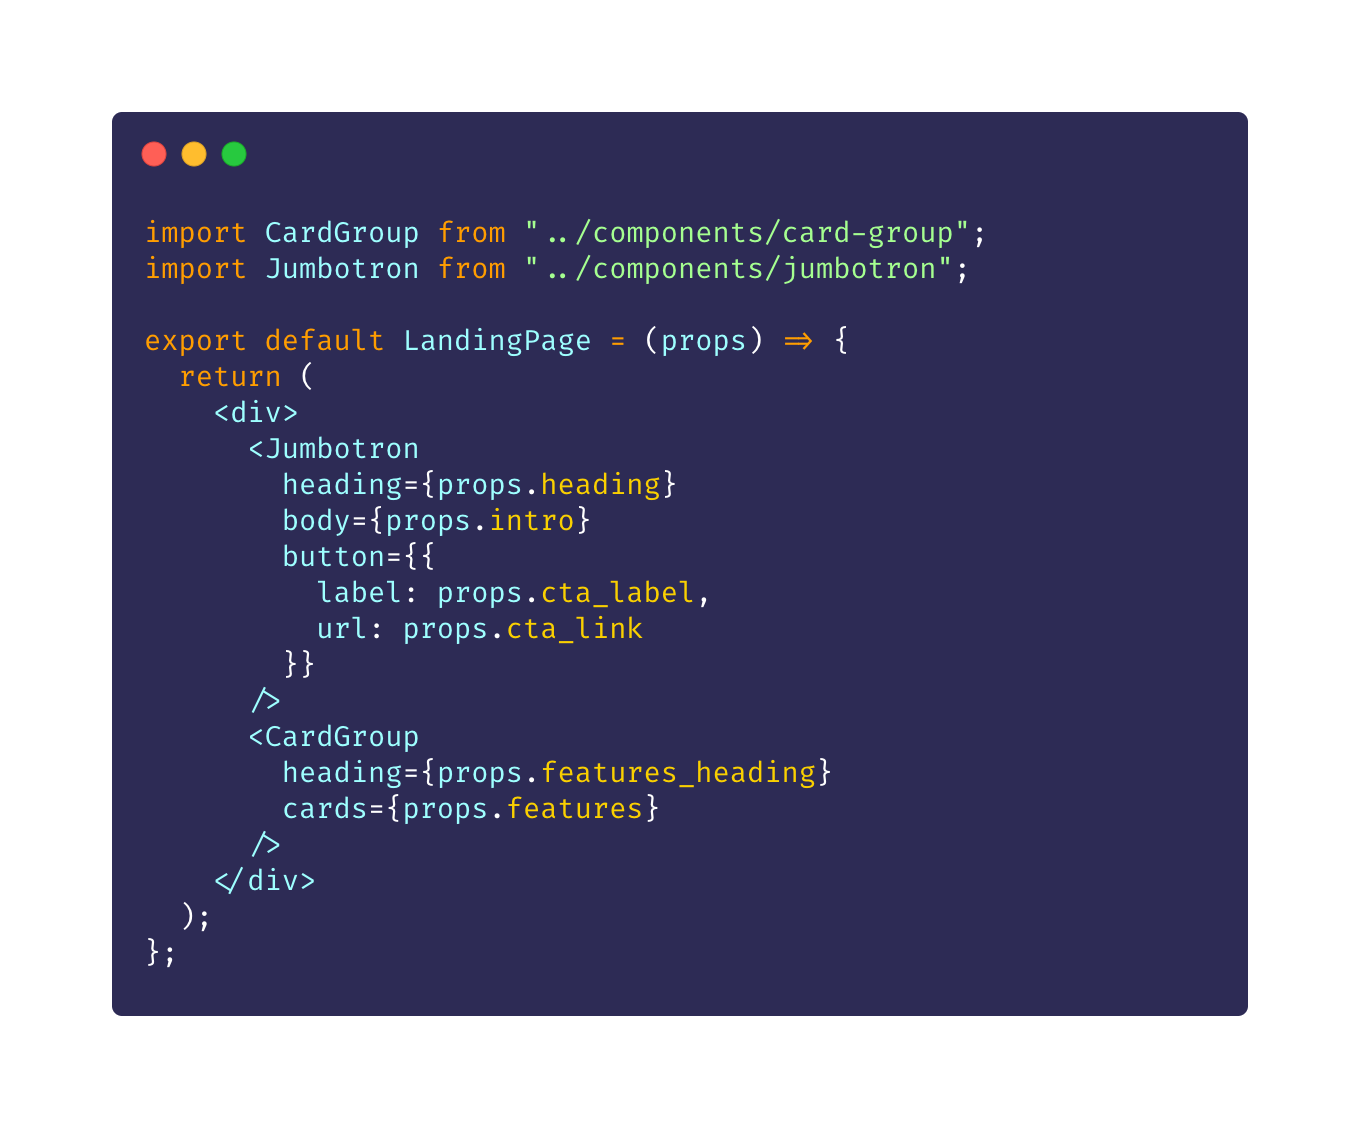 import CardGroup from "../components/card-group";
import Jumbotron from "../components/jumbotron";

export default LandingPage = (props) => {
  return (
    <div>
      <Jumbotron
        heading={props.heading}
        body={props.intro}
        button={{
          label: props.cta_label,
          url: props.cta_link
        }}
      />
      <CardGroup
        heading={props.features_heading}
        cards={props.features}
      />
    </div>
  );
};